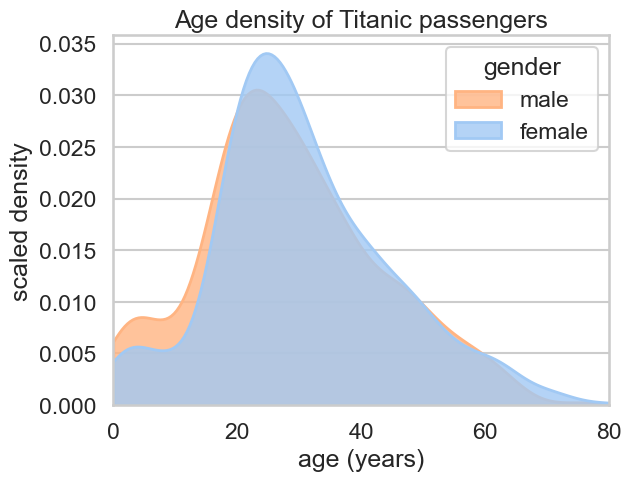 Age density of Titanic passengers
gender
male
female
scaled density
0.035
0.030
0.025
0.020
0.015
0.010
0.005
0.000
0 20 40 60 80
age (years)